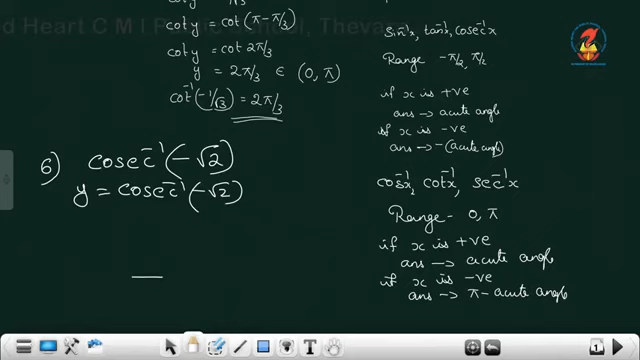 ed Heart C M I Public School, Thevara
cot y = cot (π - π/3)
cot y = cot 2π/3
y = 2π/3 ∈ (0, π)
cot⁻¹(-1/√3) = 2π/3
6) cosec⁻¹(-√2)
y = cosec⁻¹(-√2)
sin⁻¹x, tan⁻¹x, cosec⁻¹x
Range -π/2, π/2
if x is +ve
ans → acute angle
if x is -ve
ans → -(acute angle)
cos⁻¹x, cot⁻¹x, sec⁻¹x
Range - 0, π
if x is +ve
ans → acute angle
if x is -ve
ans → π - acute angle
T
1